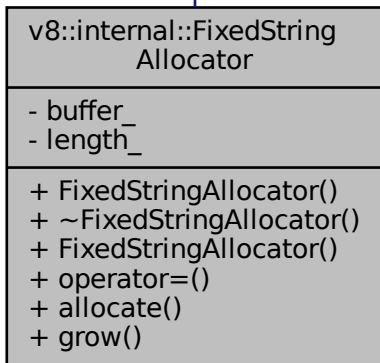 v8::internal::FixedString
Allocator
- buffer_
- length_
+ FixedStringAllocator()
+ ~FixedStringAllocator()
+ FixedStringAllocator()
+ operator=()
+ allocate()
+ grow()